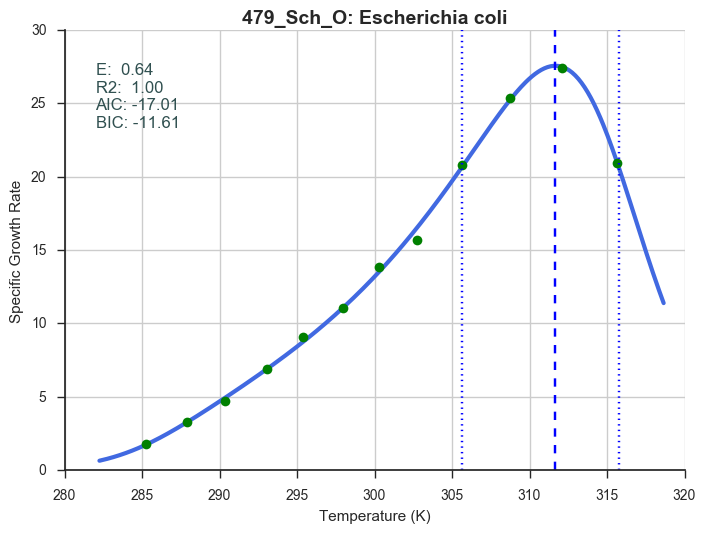 479_Sch_O: Escherichia coli
E:  0.64
R2:  1.00
AIC: -17.01
BIC: -11.61
Specific Growth Rate
30
25
20
15
10
5
0
280 285 290 295 300 305 310 315 320
Temperature (K)